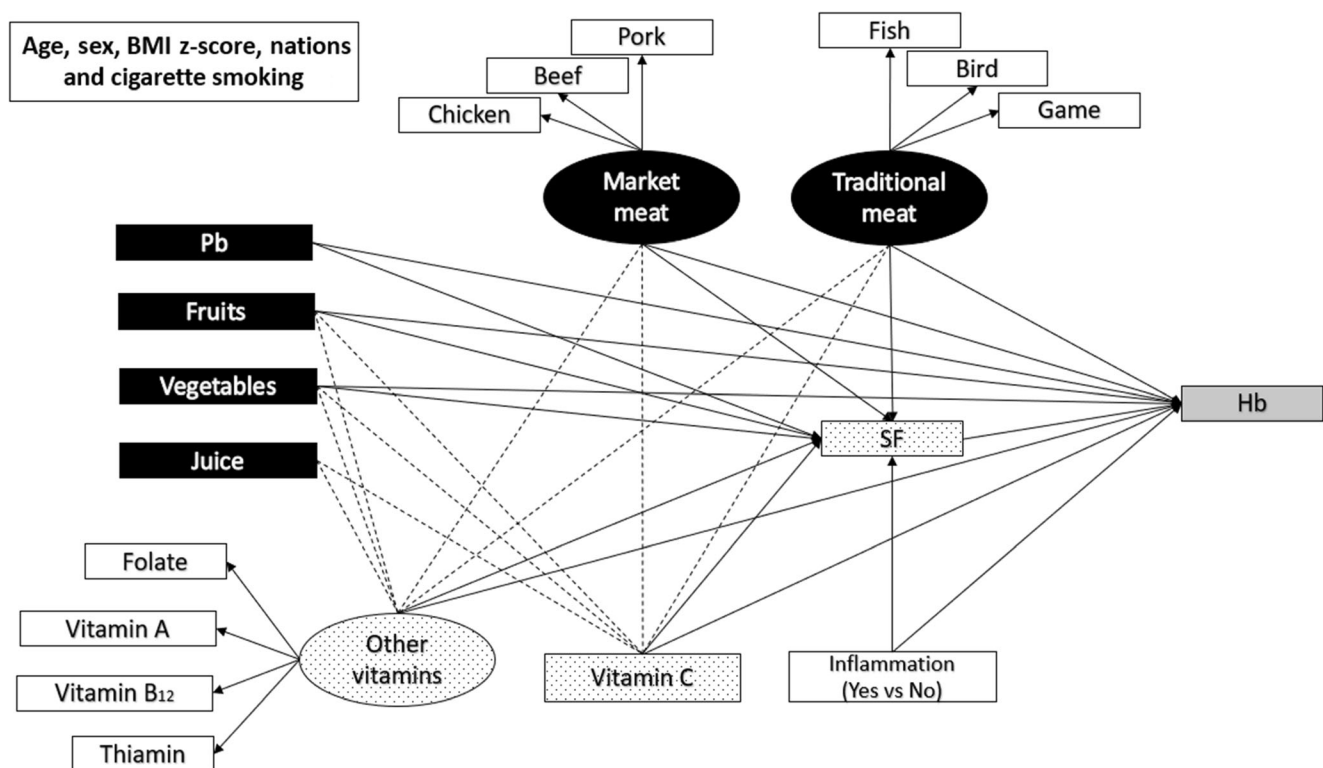 Age, sex, BMI z-score, nations
and cigarette smoking
Pork
Beef
Chicken
Fish
Bird
Game
Market
meat
Traditional
meat
Pb
Fruits
Vegetables
Juice
Hb
SF
Folate
Vitamin A
Vitamin B₁₂
Thiamin
Other
vitamins
Vitamin C
Inflammation
(Yes vs No)